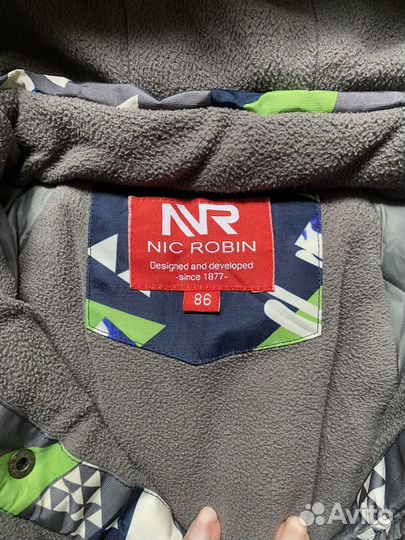 NR
NIC ROBIN
Designed and developed
-since 1877-
86
Avito